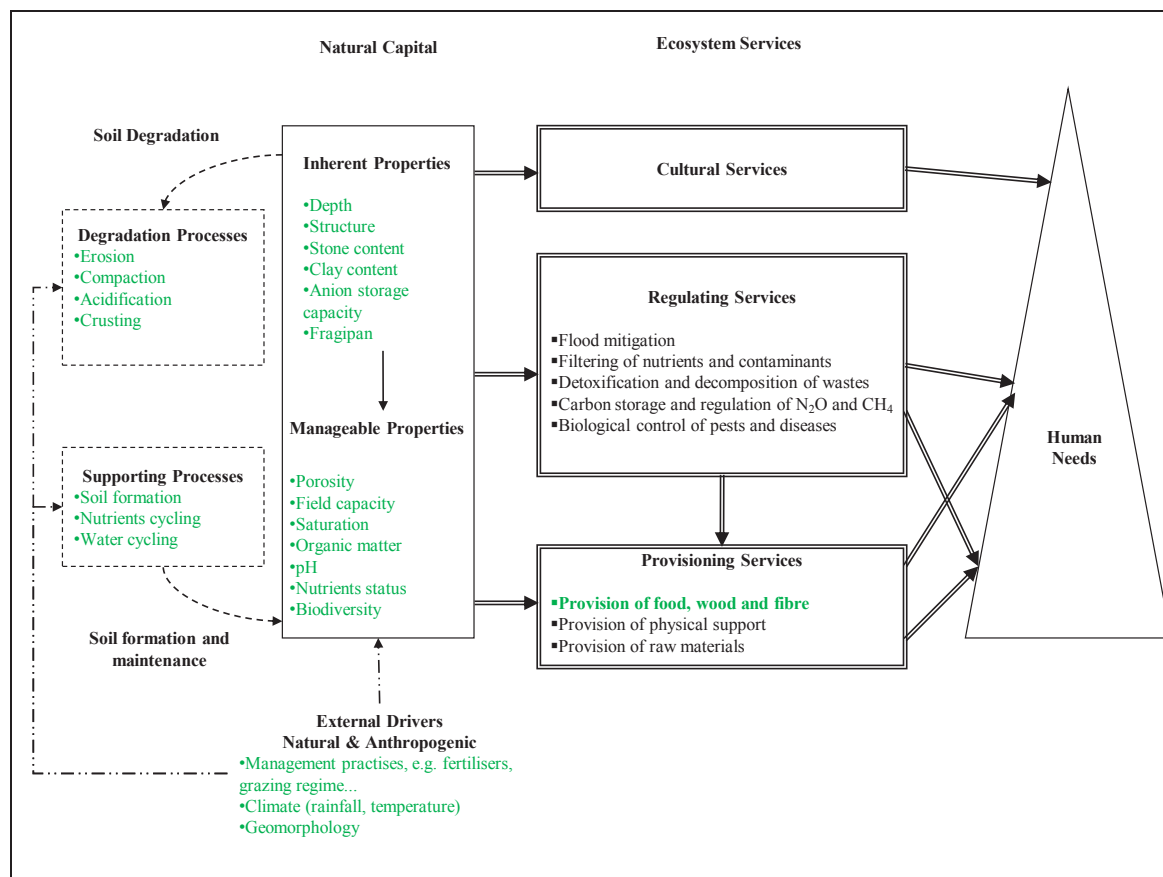 Natural Capital
Ecosystem Services
Soil Degradation
Degradation Processes
•Erosion
•Compaction
•Acidification
•Crusting
Supporting Processes
•Soil formation
•Nutrients cycling
•Water cycling
Soil formation and
maintenance
Inherent Properties
•Depth
•Structure
•Stone content
•Clay content
•Anion storage
capacity
•Fragipan
Manageable Properties
•Porosity
•Field capacity
•Saturation
•Organic matter
•pH
•Nutrients status
•Biodiversity
External Drivers
Natural & Anthropogenic
•Management practises, e.g. fertilisers,
grazing regime...
•Climate (rainfall, temperature)
•Geomorphology
Cultural Services
Regulating Services
▪Flood mitigation
▪Filtering of nutrients and contaminants
▪Detoxification and decomposition of wastes
▪Carbon storage and regulation of N₂O and CH₄
▪Biological control of pests and diseases
Provisioning Services
▪Provision of food, wood and fibre
▪Provision of physical support
▪Provision of raw materials
Human
Needs